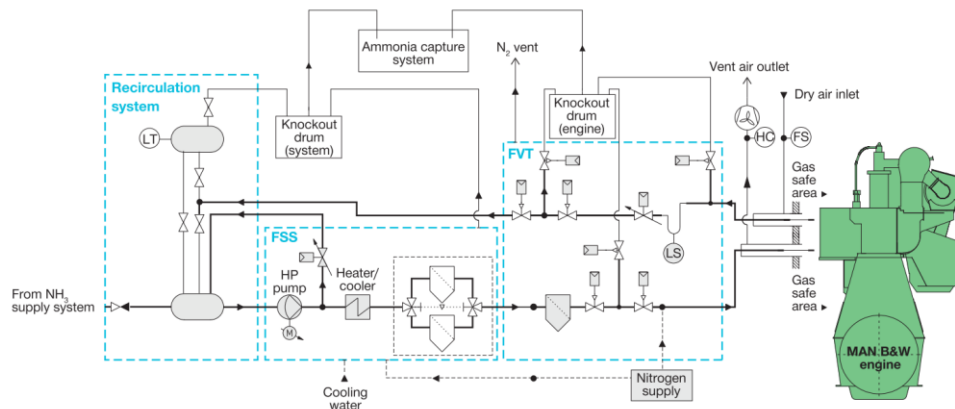 Ammonia capture
system
N₂ vent
Vent air outlet
Recirculation
system
Knockout
drum
(system)
Knockout
drum
(engine)
Dry air inlet
LT
HC
FS
FVT
Gas
safe
area
FSS
HP
pump
Heater/
cooler
LS
From NH₃
supply system
M
Gas
safe
area
MAN B&W
engine
Cooling
water
Nitrogen
supply